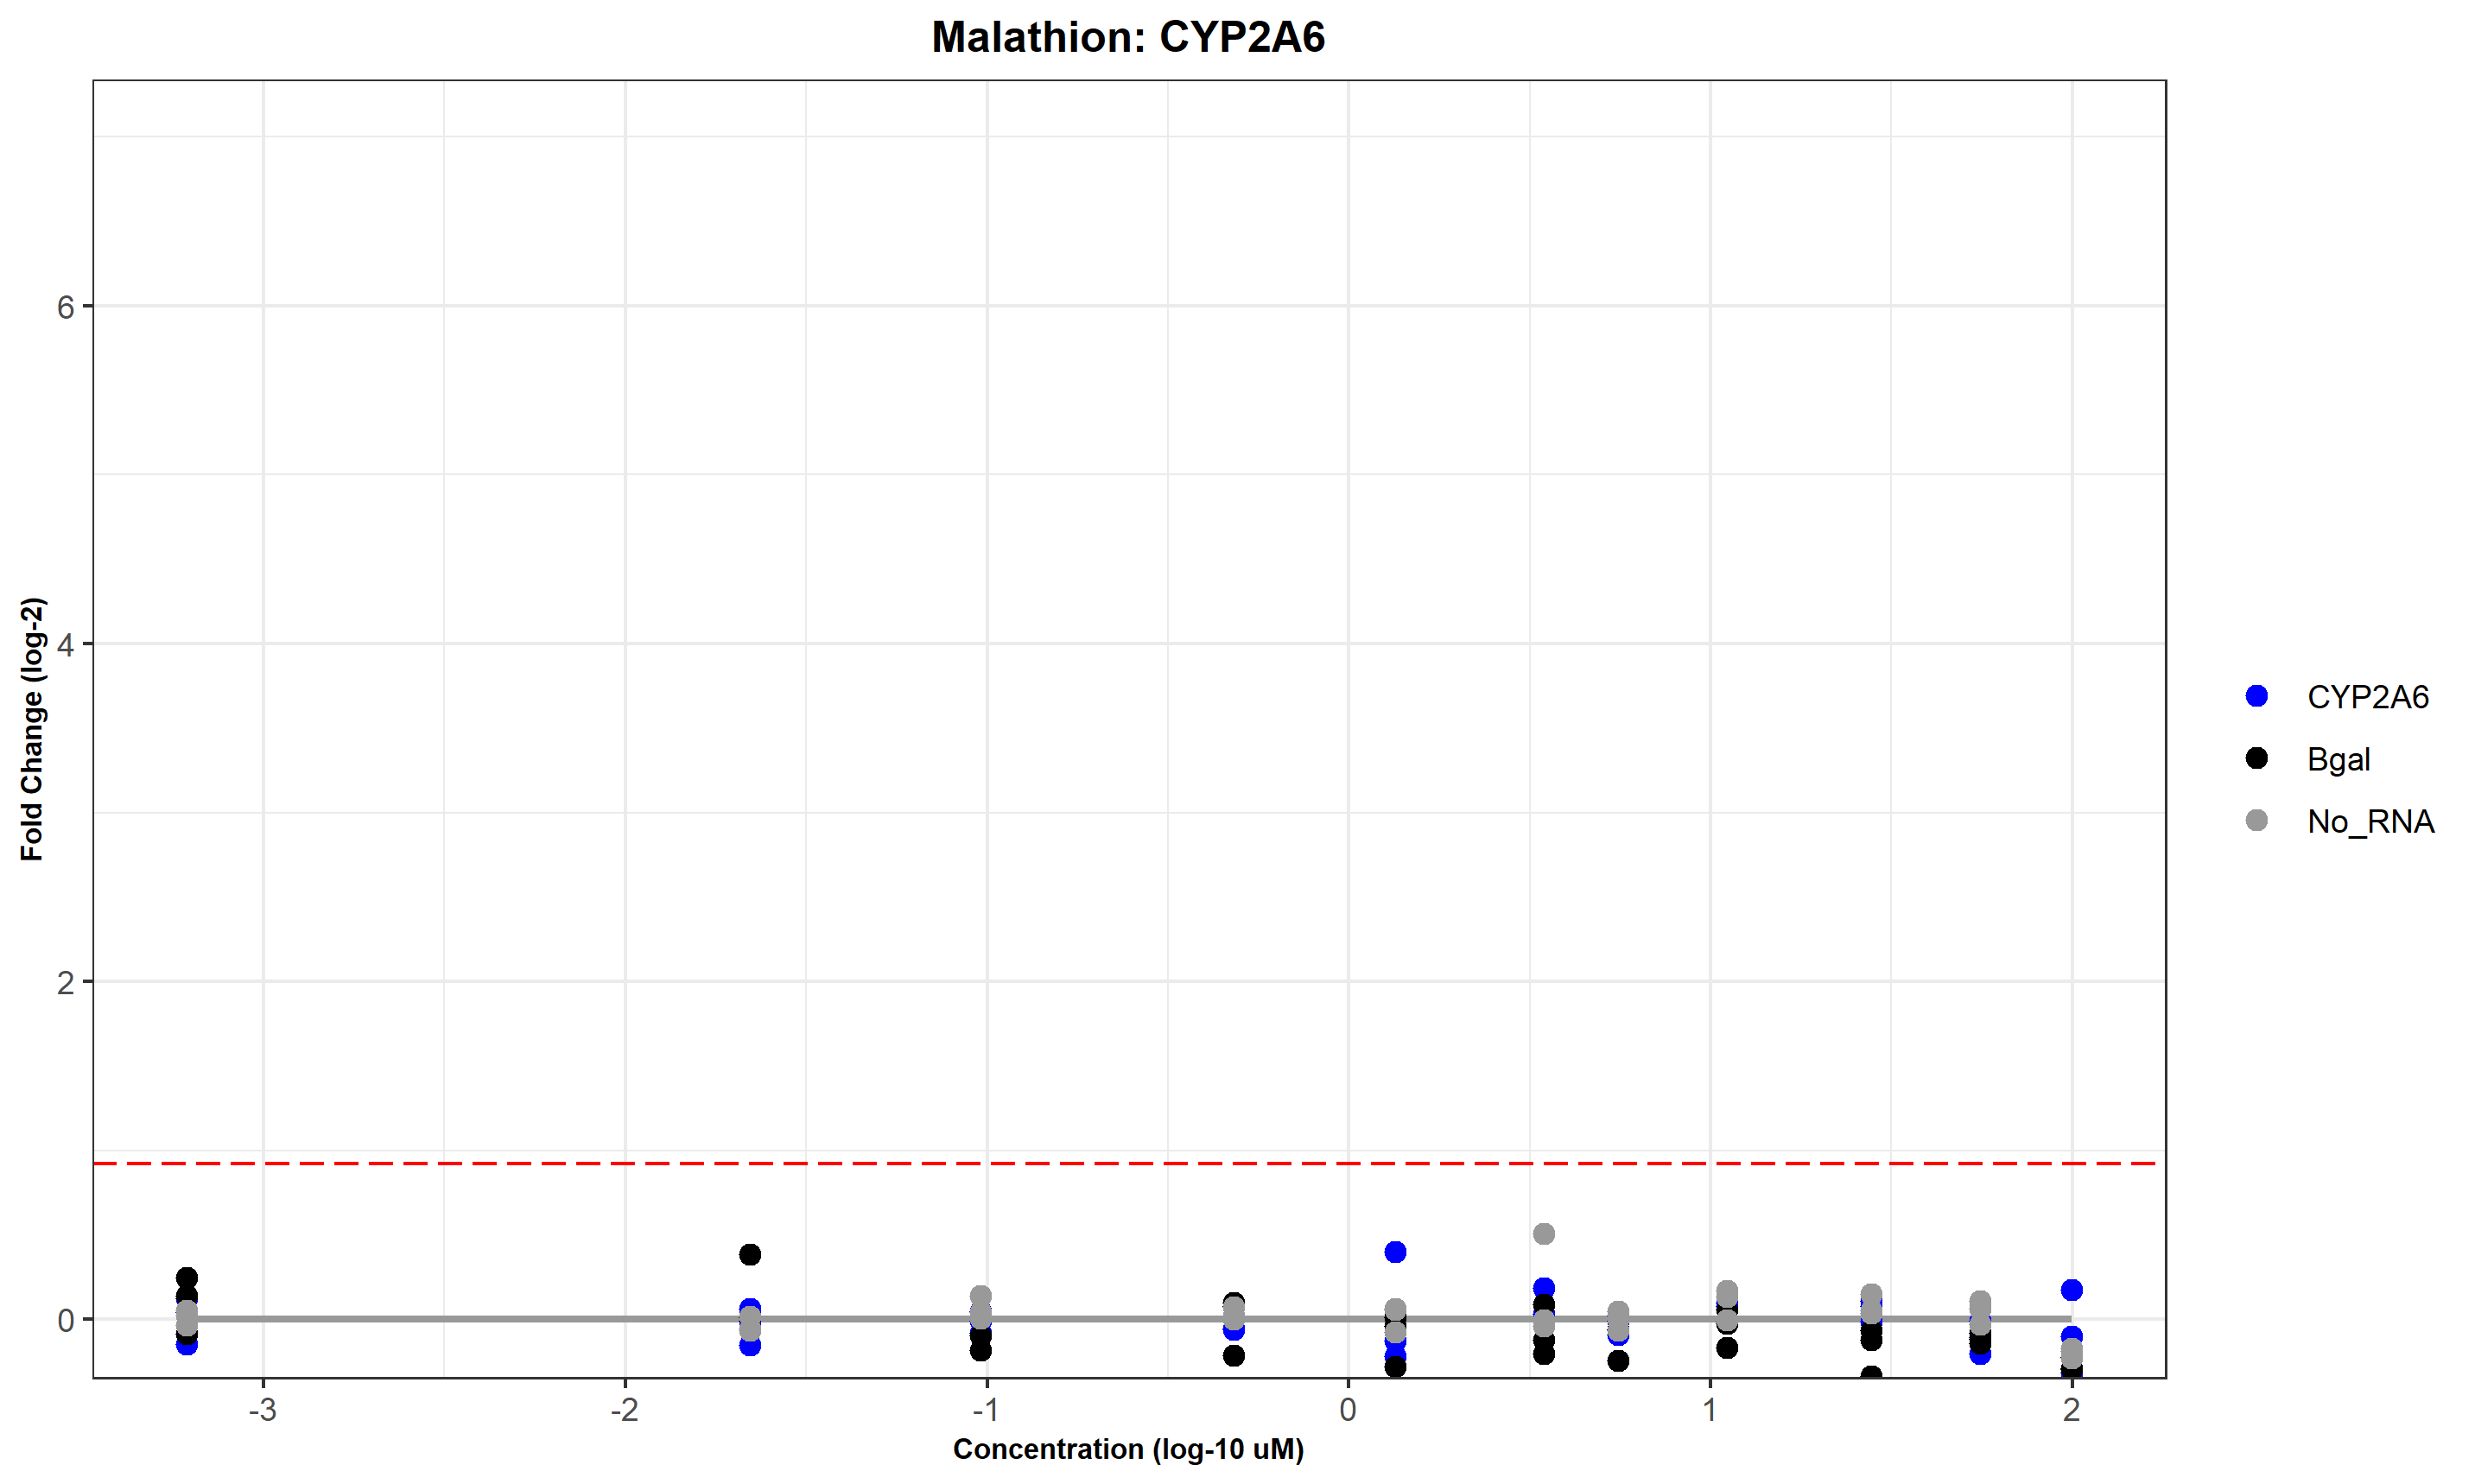 Malathion: CYP2A6
Fold Change (log-2)
6
4
2
0
-3
-2
-1
0
1
2
Concentration (log-10 uM)
CYP2A6
Bgal
No_RNA